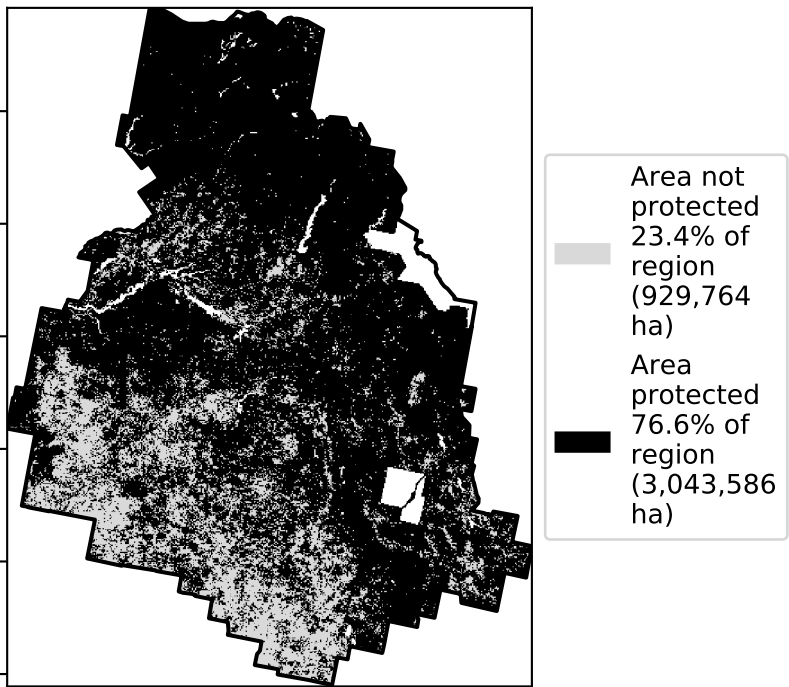 Area not
protected
23.4% of
region
(929,764
ha)
Area
protected
76.6% of
region
(3,043,586
ha)